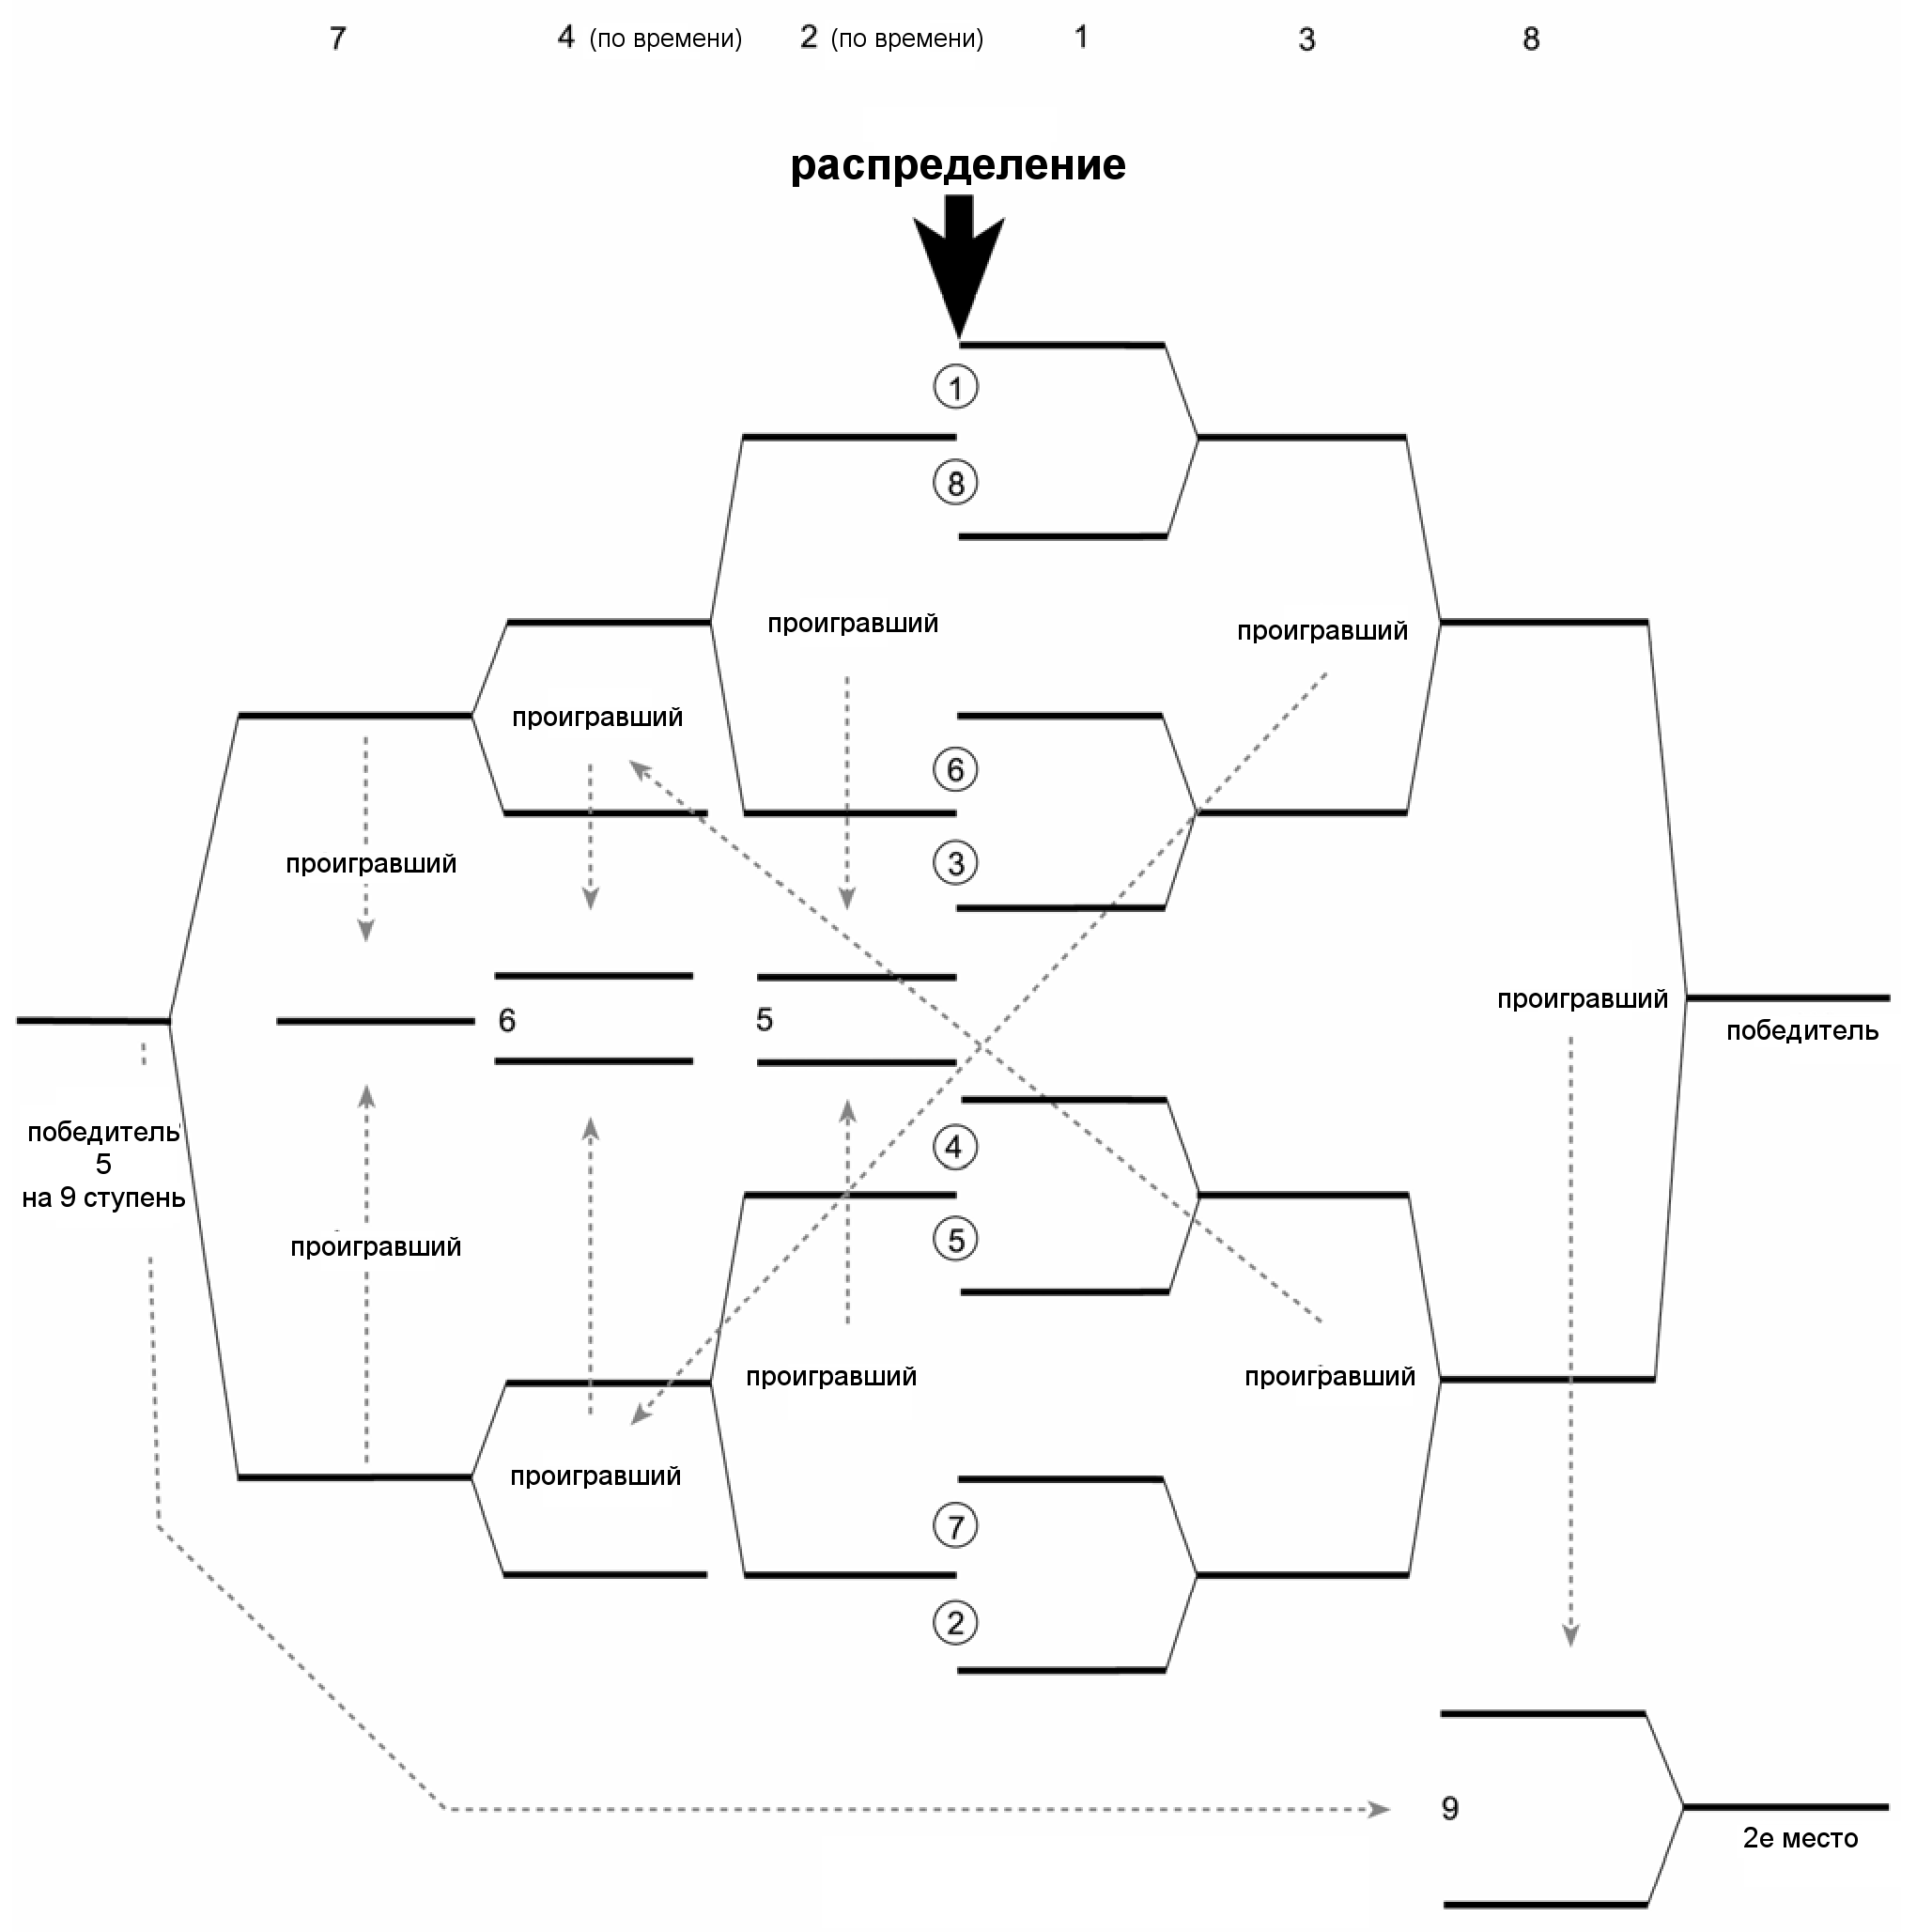 7 4 (по времени) 2 (по времени) 1 3 8
распределение
1
8
проигравший
проигравший
проигравший
6
проигравший
3
6
5
проигравший
победитель
победитель
5
на 9 ступень
4
5
проигравший
проигравший
проигравший
проигравший
7
2
9
2е место